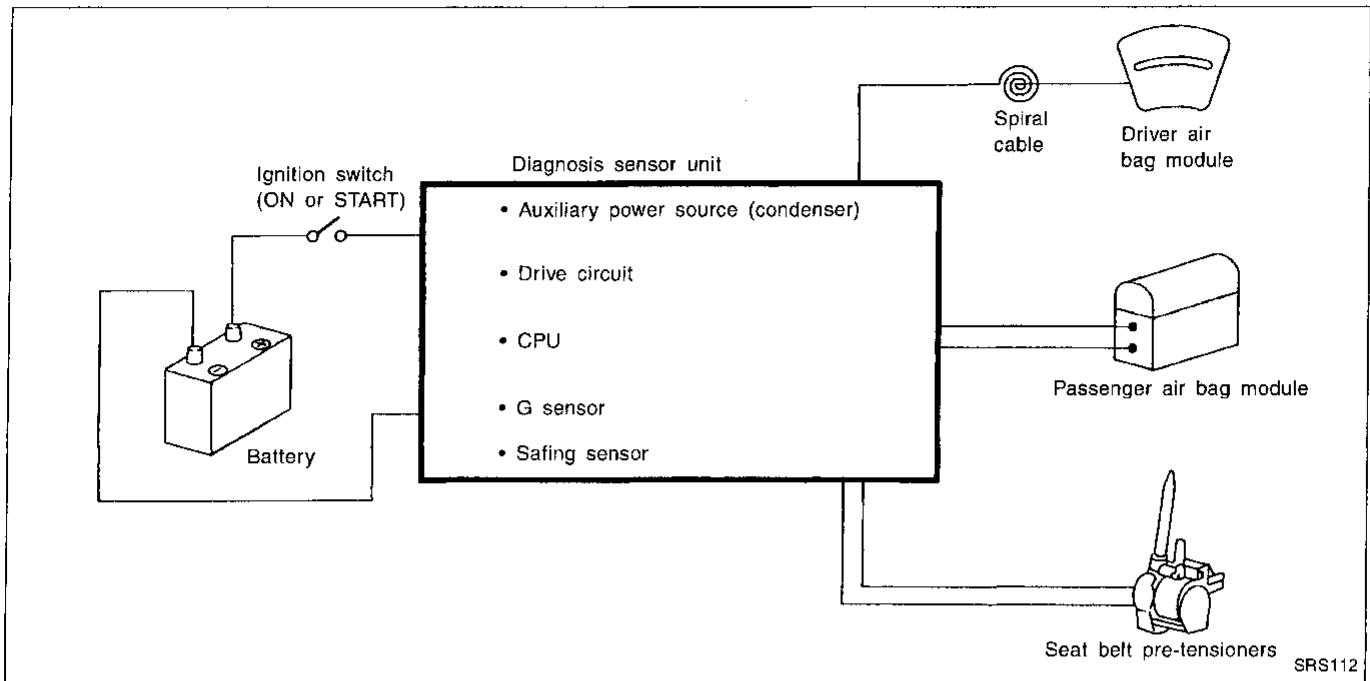 Spiral
cable
Driver air
bag module
Ignition switch
(ON or START)
Diagnosis sensor unit
• Auxiliary power source (condenser)
• Drive circuit
• CPU
• G sensor
• Safing sensor
Battery
Passenger air bag module
Seat belt pre-tensioners
SRS112